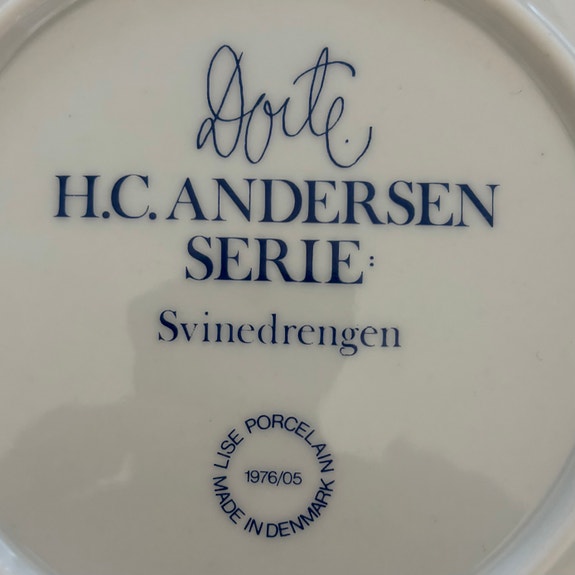 Dorte.
H.C. ANDERSEN
SERIE:
Svinedrengen
LISE PORCELAIN
1976/05
MADE IN DENMARK